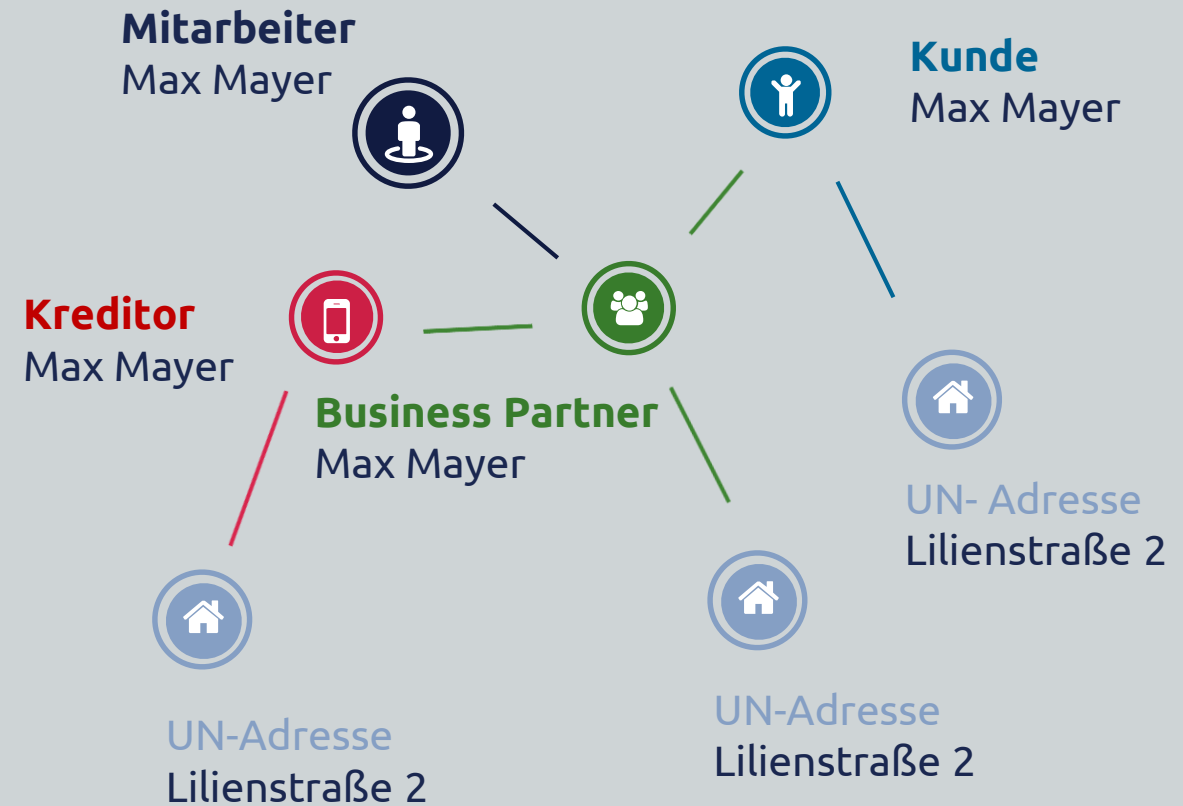 Mitarbeiter
Max Mayer
Kunde
Max Mayer
Kreditor
Max Mayer
Business Partner
Max Mayer
UN- Adresse
Lilienstraße 2
UN-Adresse
Lilienstraße 2
UN-Adresse
Lilienstraße 2